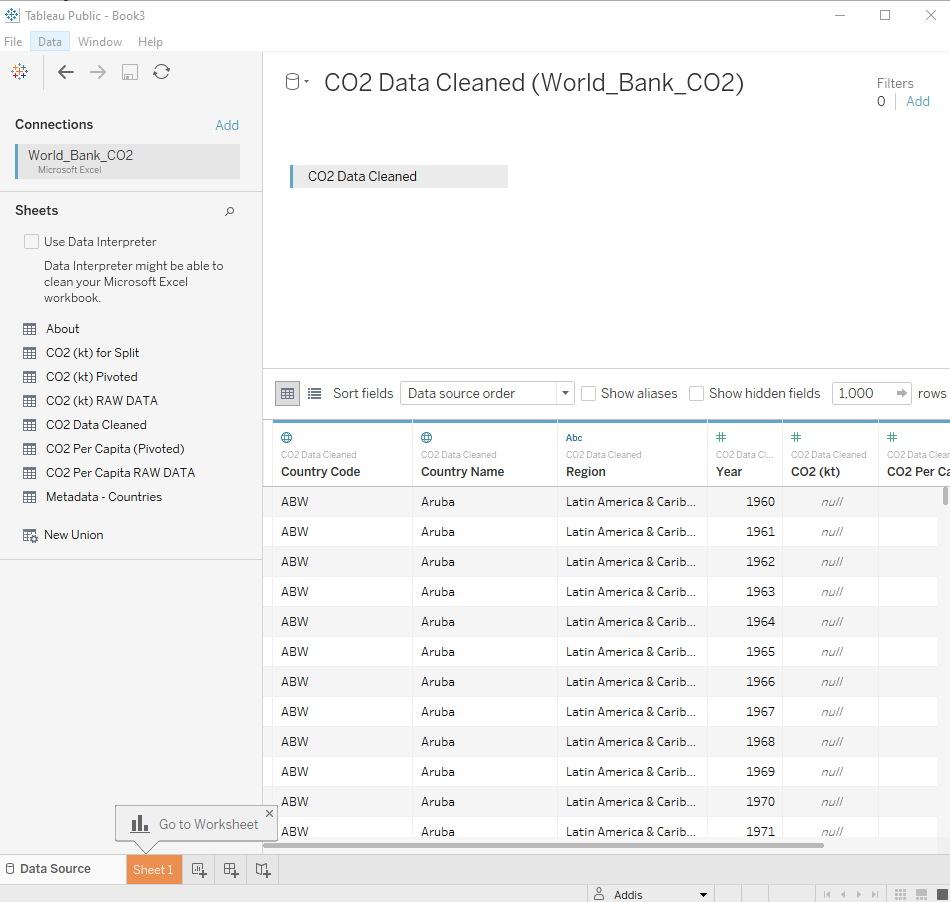 Tableau Public - Book3
File Data Window Help
Connections Add
World_Bank_CO2
Microsoft Excel
Sheets
Use Data Interpreter
Data Interpreter might be able to
clean your Microsoft Excel
workbook.
About
CO2 (kt) for Split
CO2 (kt) Pivoted
CO2 (kt) RAW DATA
CO2 Data Cleaned
CO2 Per Capita (Pivoted)
CO2 Per Capita RAW DATA
Metadata - Countries
New Union
CO2 Data Cleaned (World_Bank_CO2)
Filters
0 Add
CO2 Data Cleaned
Sort fields Data source order Show aliases Show hidden fields 1,000 rows
Abc # # #
CO2 Data Cleaned CO2 Data Cleaned CO2 Data Cleaned CO2 Data Cl... CO2 Data Cleaned CO2 Data Clear
Country Code Country Name Region Year CO2 (kt) CO2 Per Ca
ABW Aruba Latin America & Carib... 1960 null
ABW Aruba Latin America & Carib... 1961 null
ABW Aruba Latin America & Carib... 1962 null
ABW Aruba Latin America & Carib... 1963 null
ABW Aruba Latin America & Carib... 1964 null
ABW Aruba Latin America & Carib... 1965 null
ABW Aruba Latin America & Carib... 1966 null
ABW Aruba Latin America & Carib... 1967 null
ABW Aruba Latin America & Carib... 1968 null
ABW Aruba Latin America & Carib... 1969 null
ABW Aruba Latin America & Carib... 1970 null
ABW Aruba Latin America & Carib... 1971 null
Go to Worksheet
Data Source Sheet 1
Addis